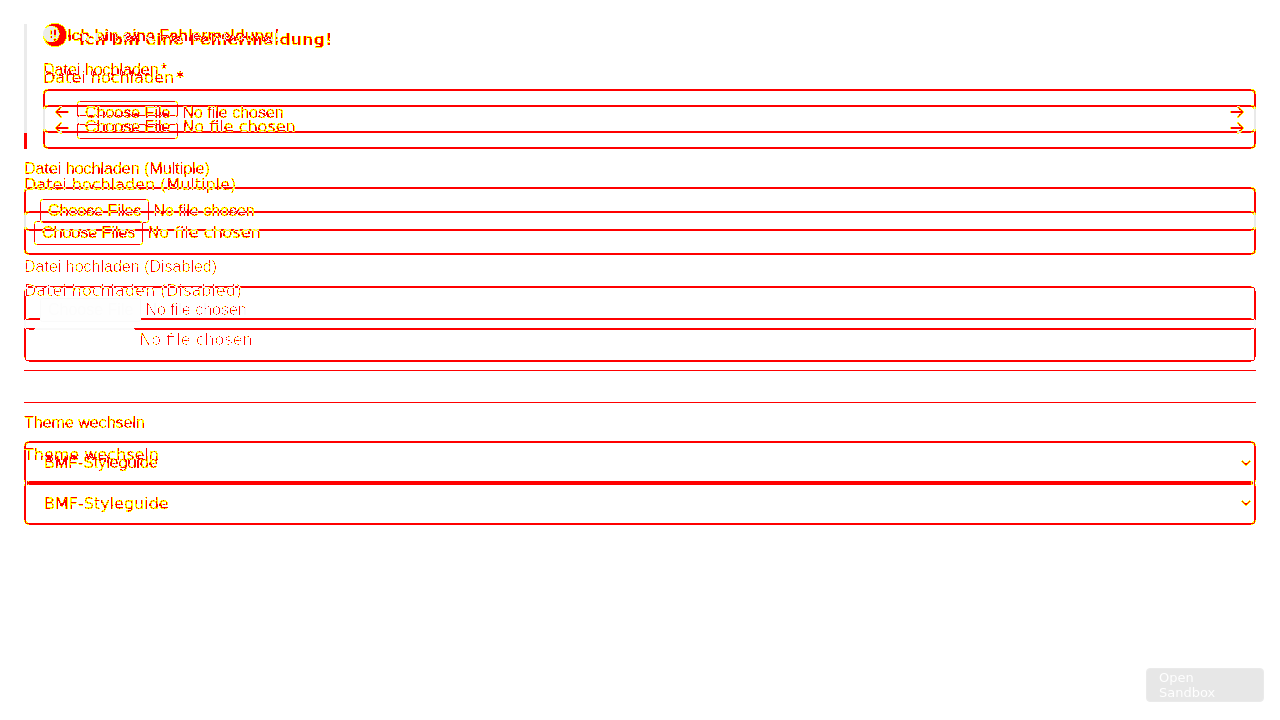 Ich bin eine Fehlermeldung!
Ich bin eine Fehlermeldung!
Datei hochladen *
Datei hochladen *
← Choose File No file chosen →
← Choose File No file chosen →
Datei hochladen (Multiple)
Datei hochladen (Multiple)
Choose Files No file chosen
Choose Files No file chosen
Datei hochladen (Disabled)
Datei hochladen (Disabled)
No file chosen
No file chosen
Theme wechseln
Theme wechseln
BMF-Styleguide
BMF-Styleguide
Open
Sandbox